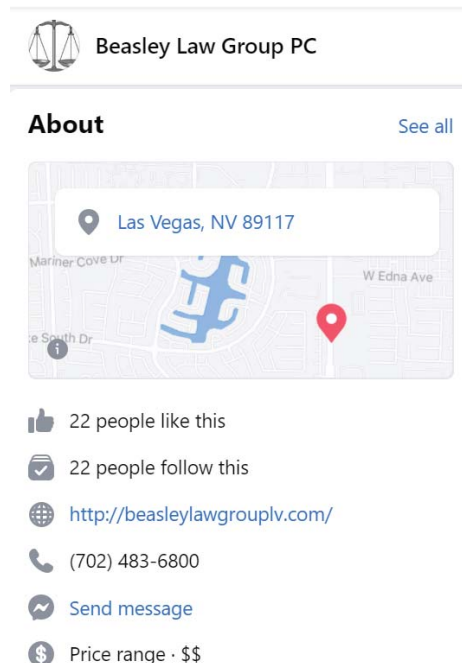 Beasley Law Group PC
About
See all
Las Vegas, NV 89117
Mariner Cove Dr
W Edna Ave
e South Dr
22 people like this
22 people follow this
http://beasleylawgrouplv.com/
(702) 483-6800
Send message
Price range · $$